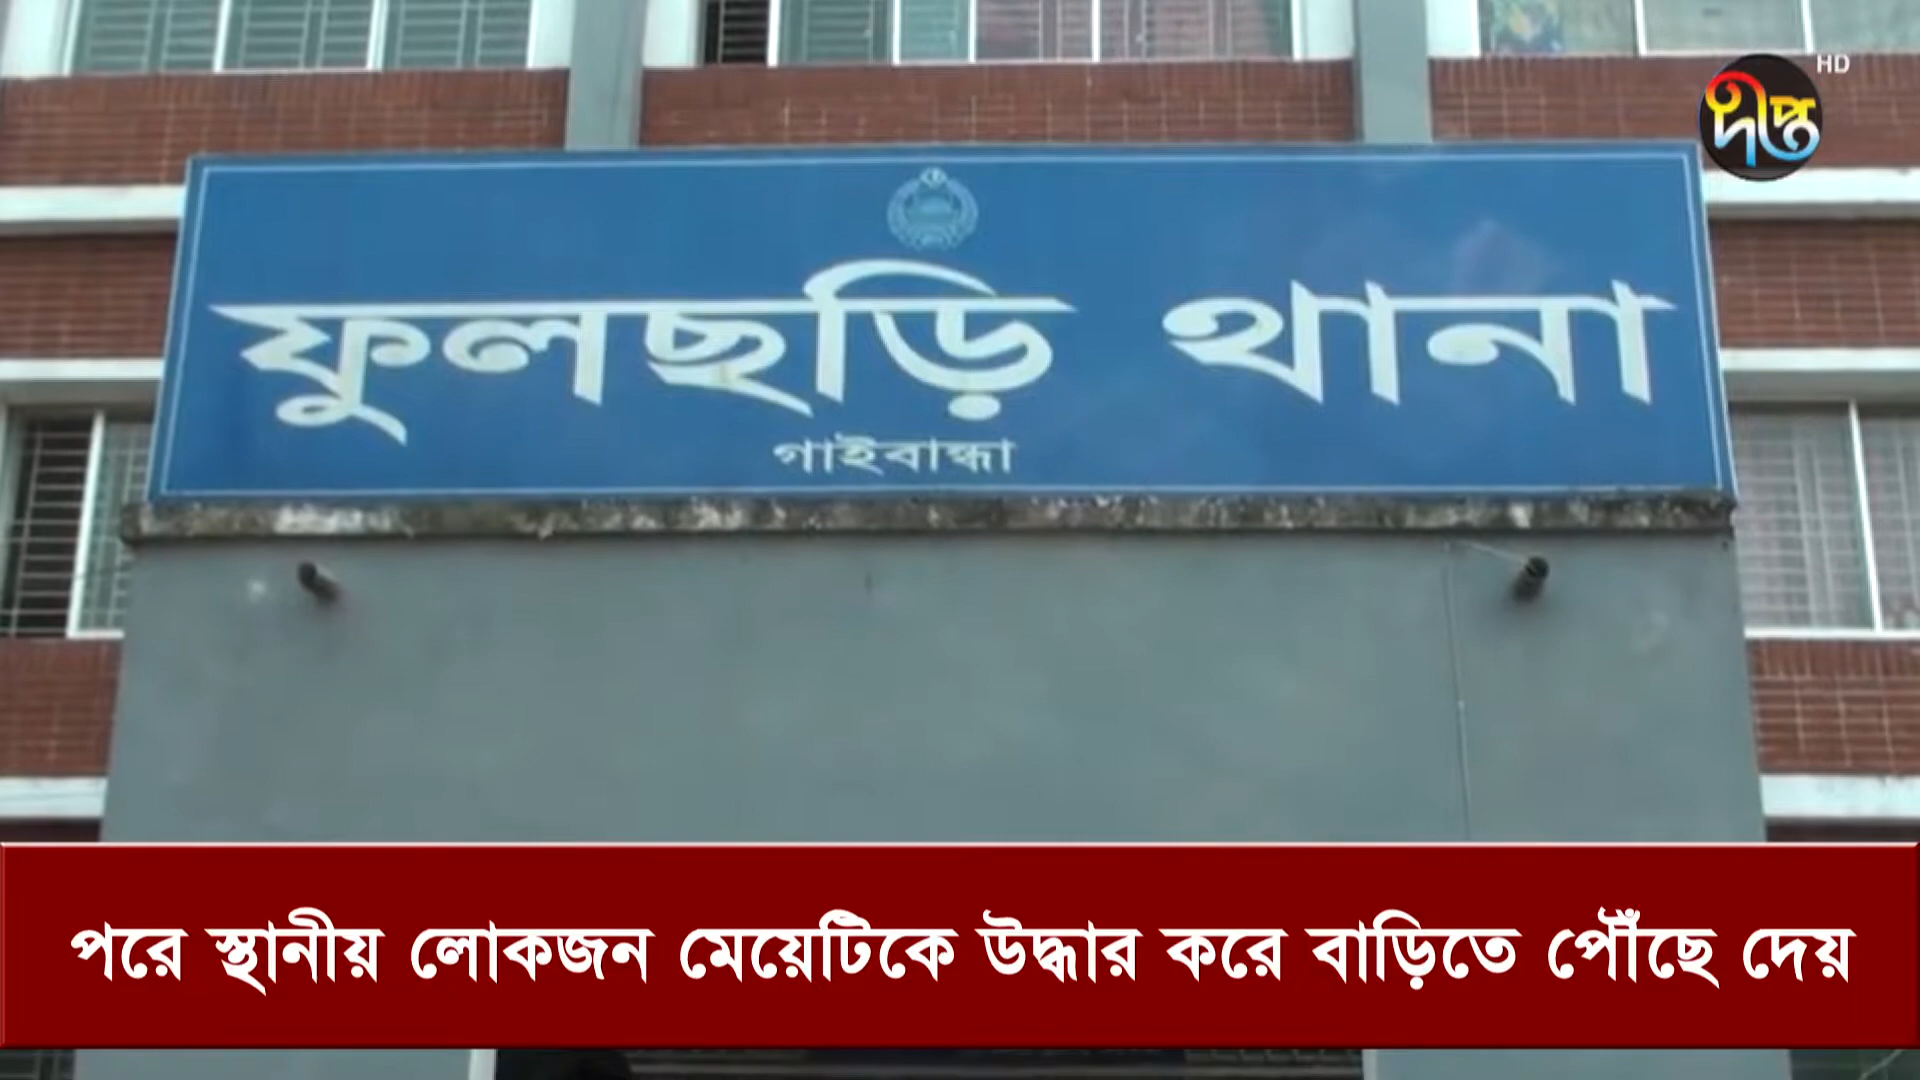 HD
দীপ্ত
ফুলছড়ি থানা
গাইবান্ধা
পরে স্থানীয় লোকজন মেয়েটিকে উদ্ধার করে বাড়িতে পৌঁছে দেয়